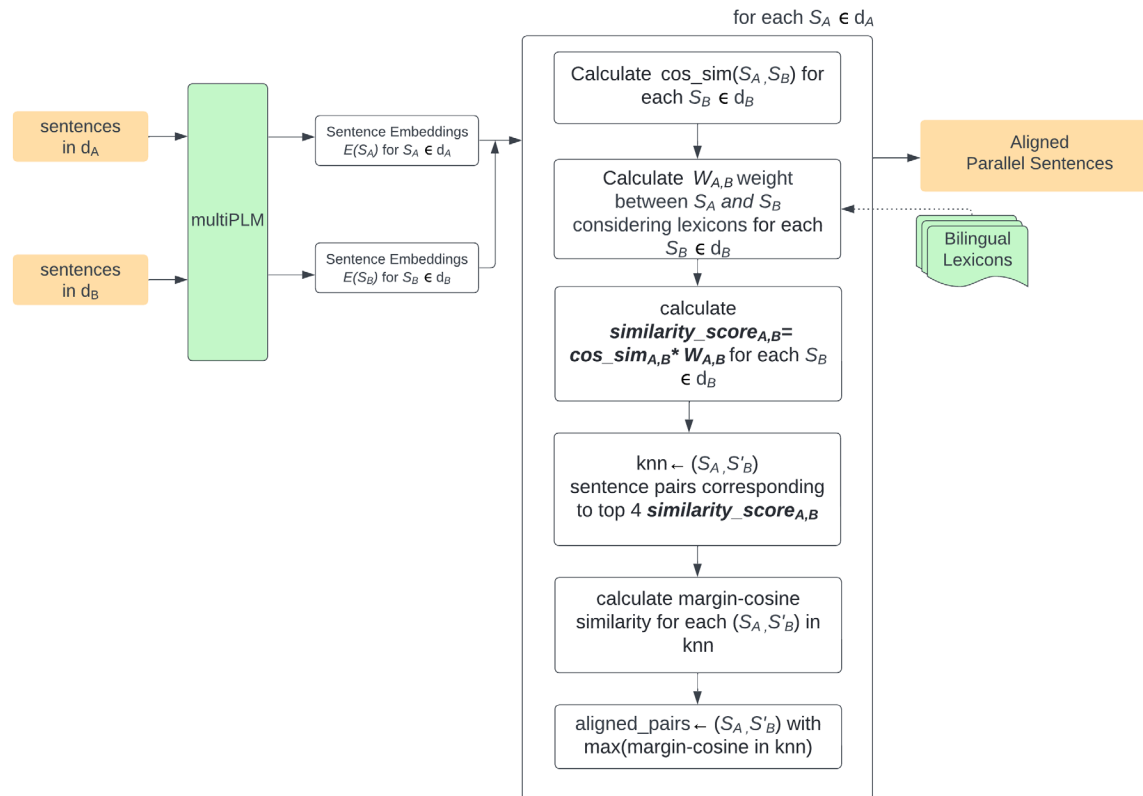 for each S_A ϵ d_A
sentences
in d_A
sentences
in d_B
multiPLM
Sentence Embeddings
E(S_A) for S_A ϵ d_A
Sentence Embeddings
E(S_B) for S_B ϵ d_B
Calculate cos_sim(S_A ,S_B) for
each S_B ϵ d_B
Calculate W_A,B weight
between S_A and S_B
considering lexicons for each
S_B ϵ d_B
calculate
similarity_score_A,B=
cos_sim_A,B* W_A,B for each S_B
ϵ d_B
knn← (S_A ,S'_B)
sentence pairs corresponding
to top 4 similarity_score_A,B
calculate margin-cosine
similarity for each (S_A ,S'_B) in
knn
aligned_pairs← (S_A ,S'_B) with
max(margin-cosine in knn)
Aligned
Parallel Sentences
Bilingual
Lexicons